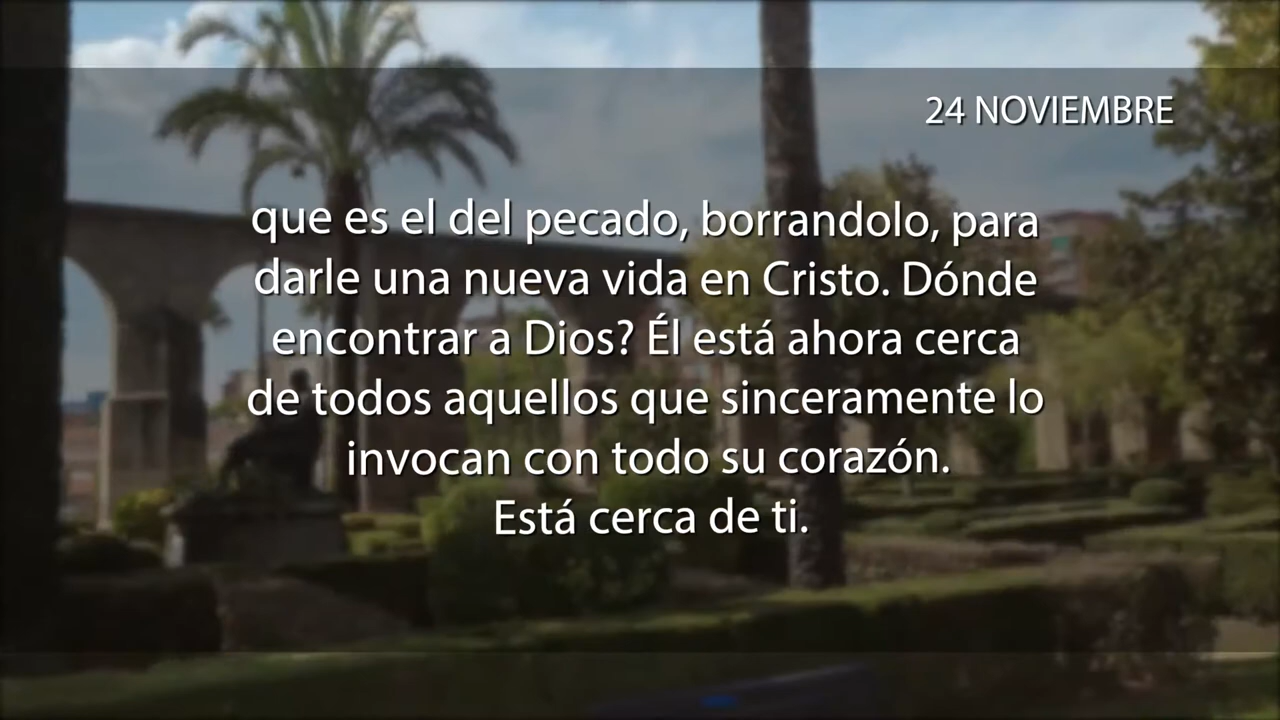 24 NOVIEMBRE
que es el del pecado, borrandolo, para
darle una nueva vida en Cristo. Dónde
encontrar a Dios? Él está ahora cerca
de todos aquellos que sinceramente lo
invocan con todo su corazón.
Está cerca de ti.